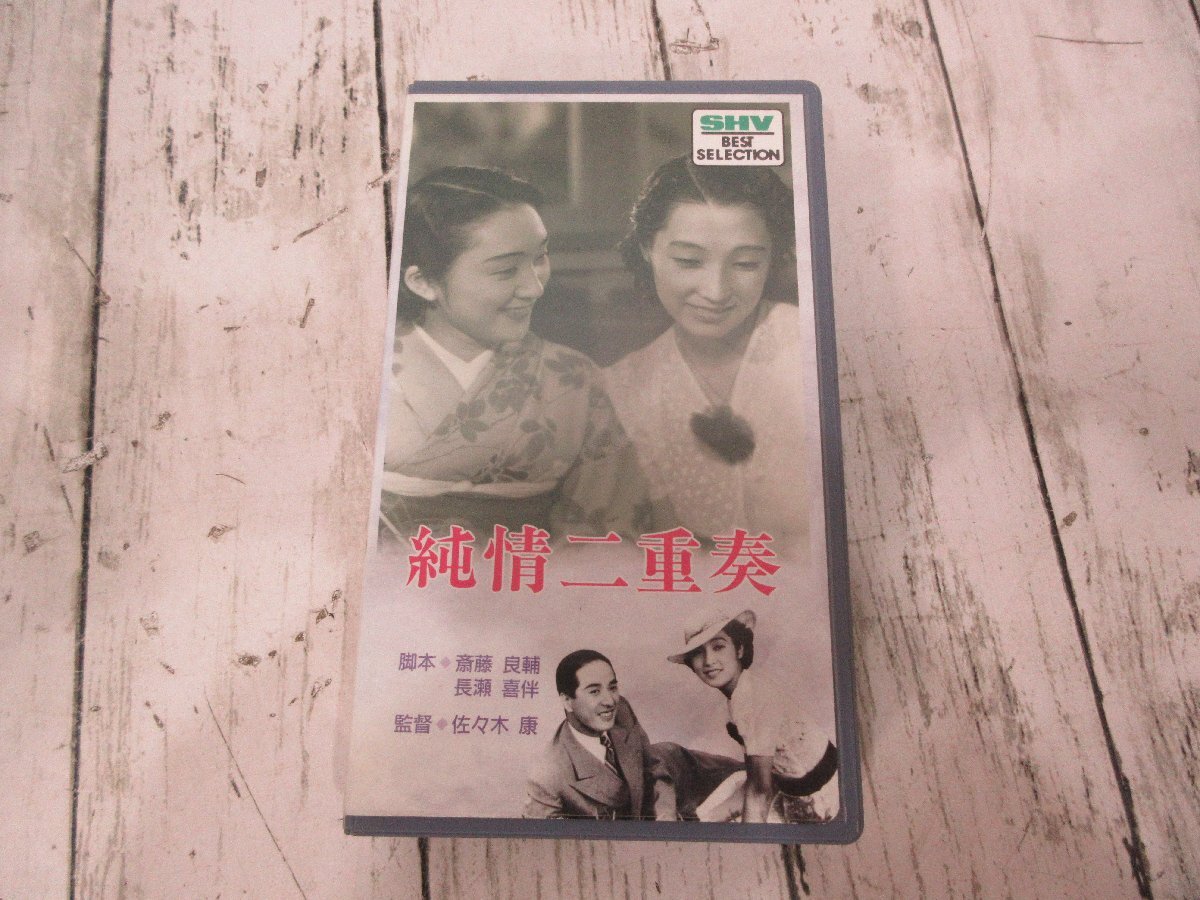 SHV
BEST
SELECTION
純情二重奏
脚本◆斎藤 良輔
長瀬 喜伴
監督◆佐々木 康